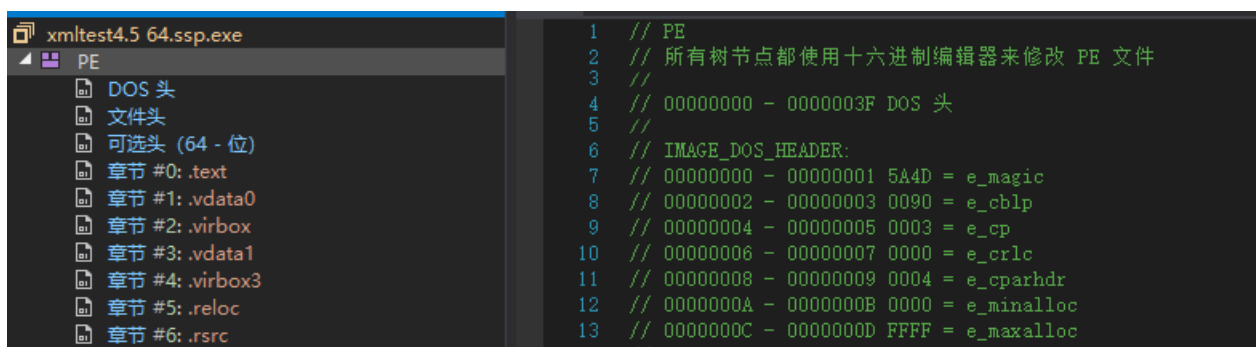 xmltest4.5 64.ssp.exe
PE
DOS 头
文件头
可选头 (64 - 位)
章节 #0: .text
章节 #1: .vdata0
章节 #2: .virbox
章节 #3: .vdata1
章节 #4: .virbox3
章节 #5: .reloc
章节 #6: .rsrc
1 // PE
2 // 所有树节点都使用十六进制编辑器来修改 PE 文件
3 //
4 // 00000000 - 0000003F DOS 头
5 //
6 // IMAGE_DOS_HEADER:
7 // 00000000 - 00000001 5A4D = e_magic
8 // 00000002 - 00000003 0090 = e_cblp
9 // 00000004 - 00000005 0003 = e_cp
10 // 00000006 - 00000007 0000 = e_crlc
11 // 00000008 - 00000009 0004 = e_cparhdr
12 // 0000000A - 0000000B 0000 = e_minalloc
13 // 0000000C - 0000000D FFFF = e_maxalloc